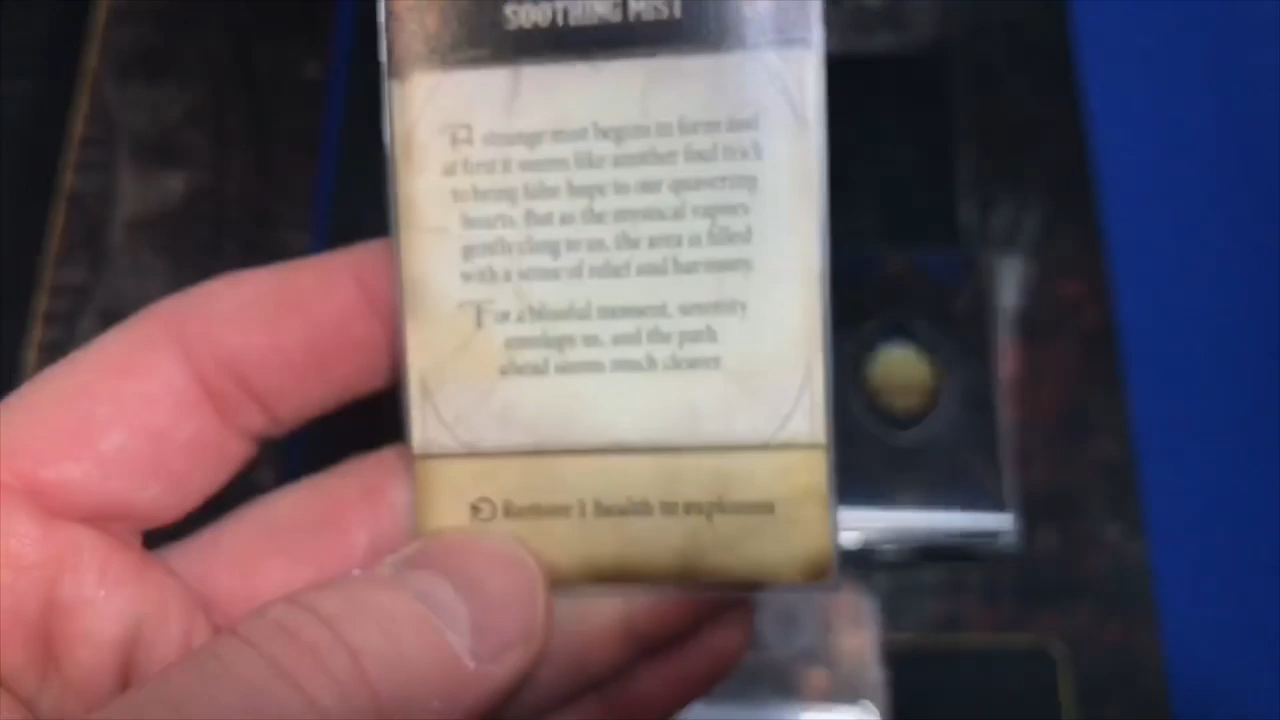 SOOTHING MIST
A strange mist begins to form and
at first it seems like another foul trick
to bring false hope to our quavering
hearts. But as the mystical vapors
gently cling to us, the area is filled
with a sense of relief and harmony.
For a blissful moment, serenity
envelops us, and the path
ahead seems much clearer.
Restore 1 health to explorers